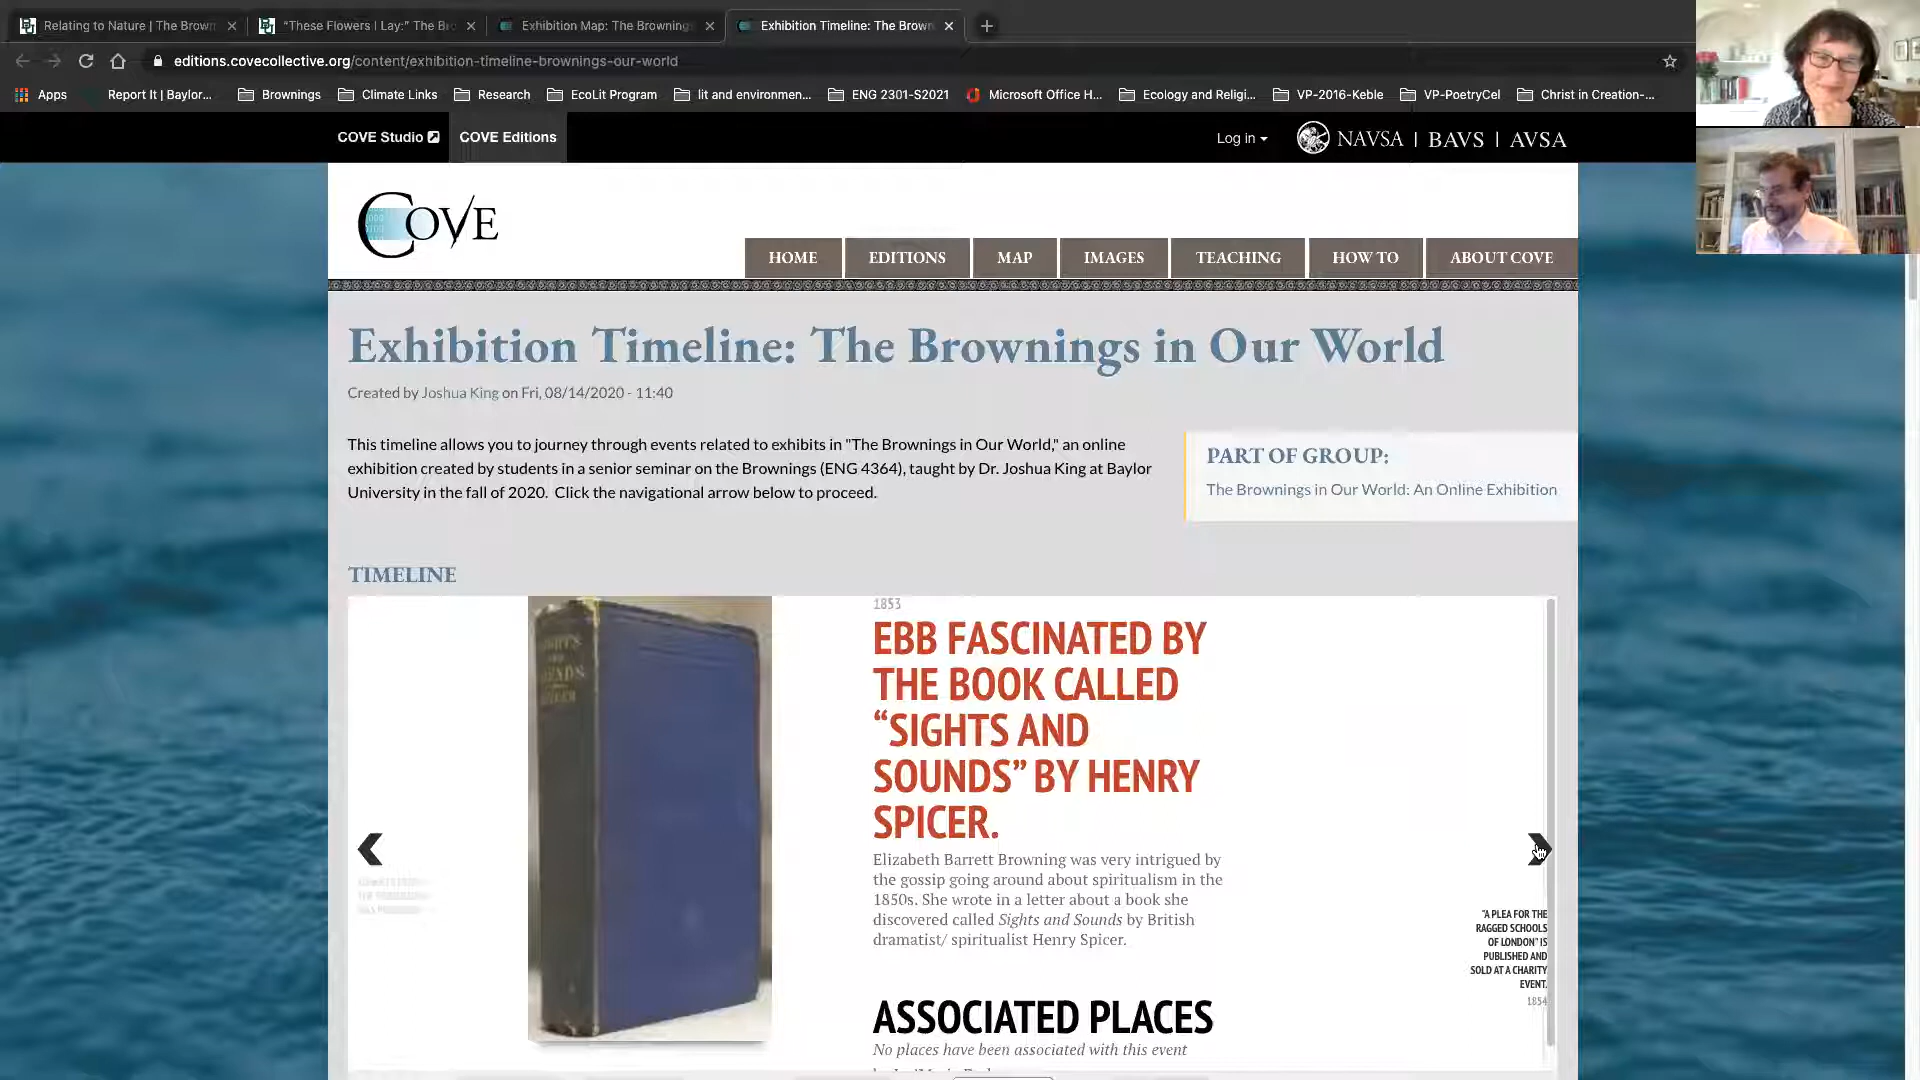 Relating to Nature | The Brown
"These Flowers I Lay:" The Br
Exhibition Map: The Brownings
Exhibition Timeline: The Brown
editions.covecollective.org/content/exhibition-timeline-brownings-our-world
Apps
Report It | Baylor...
Brownings
Climate Links
Research
EcoLit Program
lit and environmen...
ENG 2301-S2021
Microsoft Office H...
Ecology and Religi...
VP-2016-Keble
VP-PoetryCel
Christ in Creation-...
COVE Studio
COVE Editions
Log in
NAVSA | BAVS | AVSA
COVE
HOME
EDITIONS
MAP
IMAGES
TEACHING
HOW TO
ABOUT COVE
Exhibition Timeline: The Brownings in Our World
Created by Joshua King on Fri, 08/14/2020 - 11:40
This timeline allows you to journey through events related to exhibits in "The Brownings in Our World," an online
exhibition created by students in a senior seminar on the Brownings (ENG 4364), taught by Dr. Joshua King at Baylor
University in the fall of 2020. Click the navigational arrow below to proceed.
PART OF GROUP:
The Brownings in Our World: An Online Exhibition
TIMELINE
1853
EBB FASCINATED BY
THE BOOK CALLED
“SIGHTS AND
SOUNDS” BY HENRY
SPICER.
Elizabeth Barrett Browning was very intrigued by
the gossip going around about spiritualism in the
1850s. She wrote in a letter about a book she
discovered called Sights and Sounds by British
dramatist/ spiritualist Henry Spicer.
ASSOCIATED PLACES
No places have been associated with this event
"A PLEA FOR THE
RAGGED SCHOOLS
OF LONDON" IS
PUBLISHED AND
SOLD AT A CHARITY
EVENT.
1854